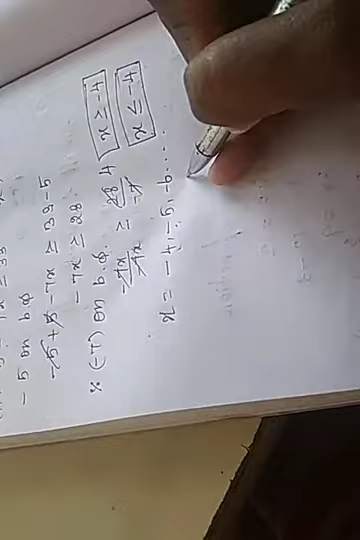 - 5 on b.Ø
-5+5-7x ≥ 33-5
-7x ≥ 28
(-7) on b.Ø.
-7x/-7 ≥ 28/-7 4 x ≥ -4
x ≤ -4
x = -4, -5, -6....